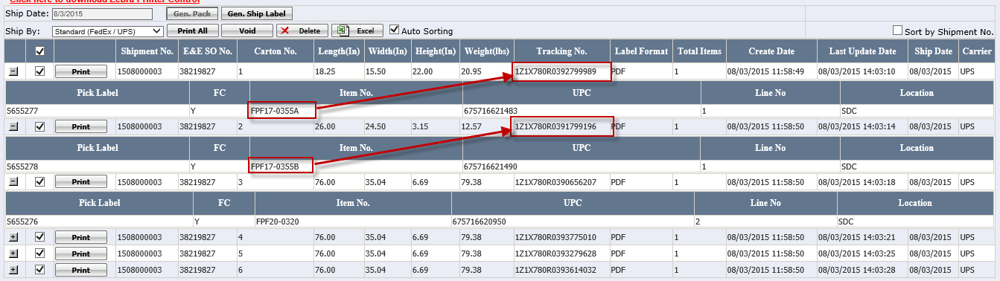 Click here to download Zebra Printer Control
Ship Date: 8/3/2015 Gen. Pack Gen. Ship Label
Ship By: Standard (FedEx / UPS) Print All Void Delete Excel Auto Sorting Sort by Shipment No.
Shipment No. E&E SO No. Carton No. Length(In) Width(In) Height(In) Weight(lbs) Tracking No. Label Format Total Items Create Date Last Update Date Ship Date Carrier
Print 1508000003 38219827 1 18.25 15.50 22.00 20.95 1Z1X780R0392799989 PDF 1 08/03/2015 11:58:49 08/03/2015 14:03:10 08/03/2015 UPS
Pick Label FC Item No. UPC Line No Location
5655277 Y FPF17-0355A 675716621483 1 SDC
Print 1508000003 38219827 2 26.00 24.50 3.15 12.57 1Z1X780R0391799196 PDF 1 08/03/2015 11:58:50 08/03/2015 14:03:14 08/03/2015 UPS
Pick Label FC Item No. UPC Line No Location
5655278 Y FPF17-0355B 675716621490 1 SDC
Print 1508000003 38219827 3 76.00 35.04 6.69 79.38 1Z1X780R0390656207 PDF 1 08/03/2015 11:58:50 08/03/2015 14:03:18 08/03/2015 UPS
Pick Label FC Item No. UPC Line No Location
5655276 Y FPF20-0320 675716620950 2 SDC
Print 1508000003 38219827 4 76.00 35.04 6.69 79.38 1Z1X780R0393775010 PDF 1 08/03/2015 11:58:50 08/03/2015 14:03:21 08/03/2015 UPS
Print 1508000003 38219827 5 76.00 35.04 6.69 79.38 1Z1X780R0393279628 PDF 1 08/03/2015 11:58:50 08/03/2015 14:03:25 08/03/2015 UPS
Print 1508000003 38219827 6 76.00 35.04 6.69 79.38 1Z1X780R0393614032 PDF 1 08/03/2015 11:58:50 08/03/2015 14:03:28 08/03/2015 UPS